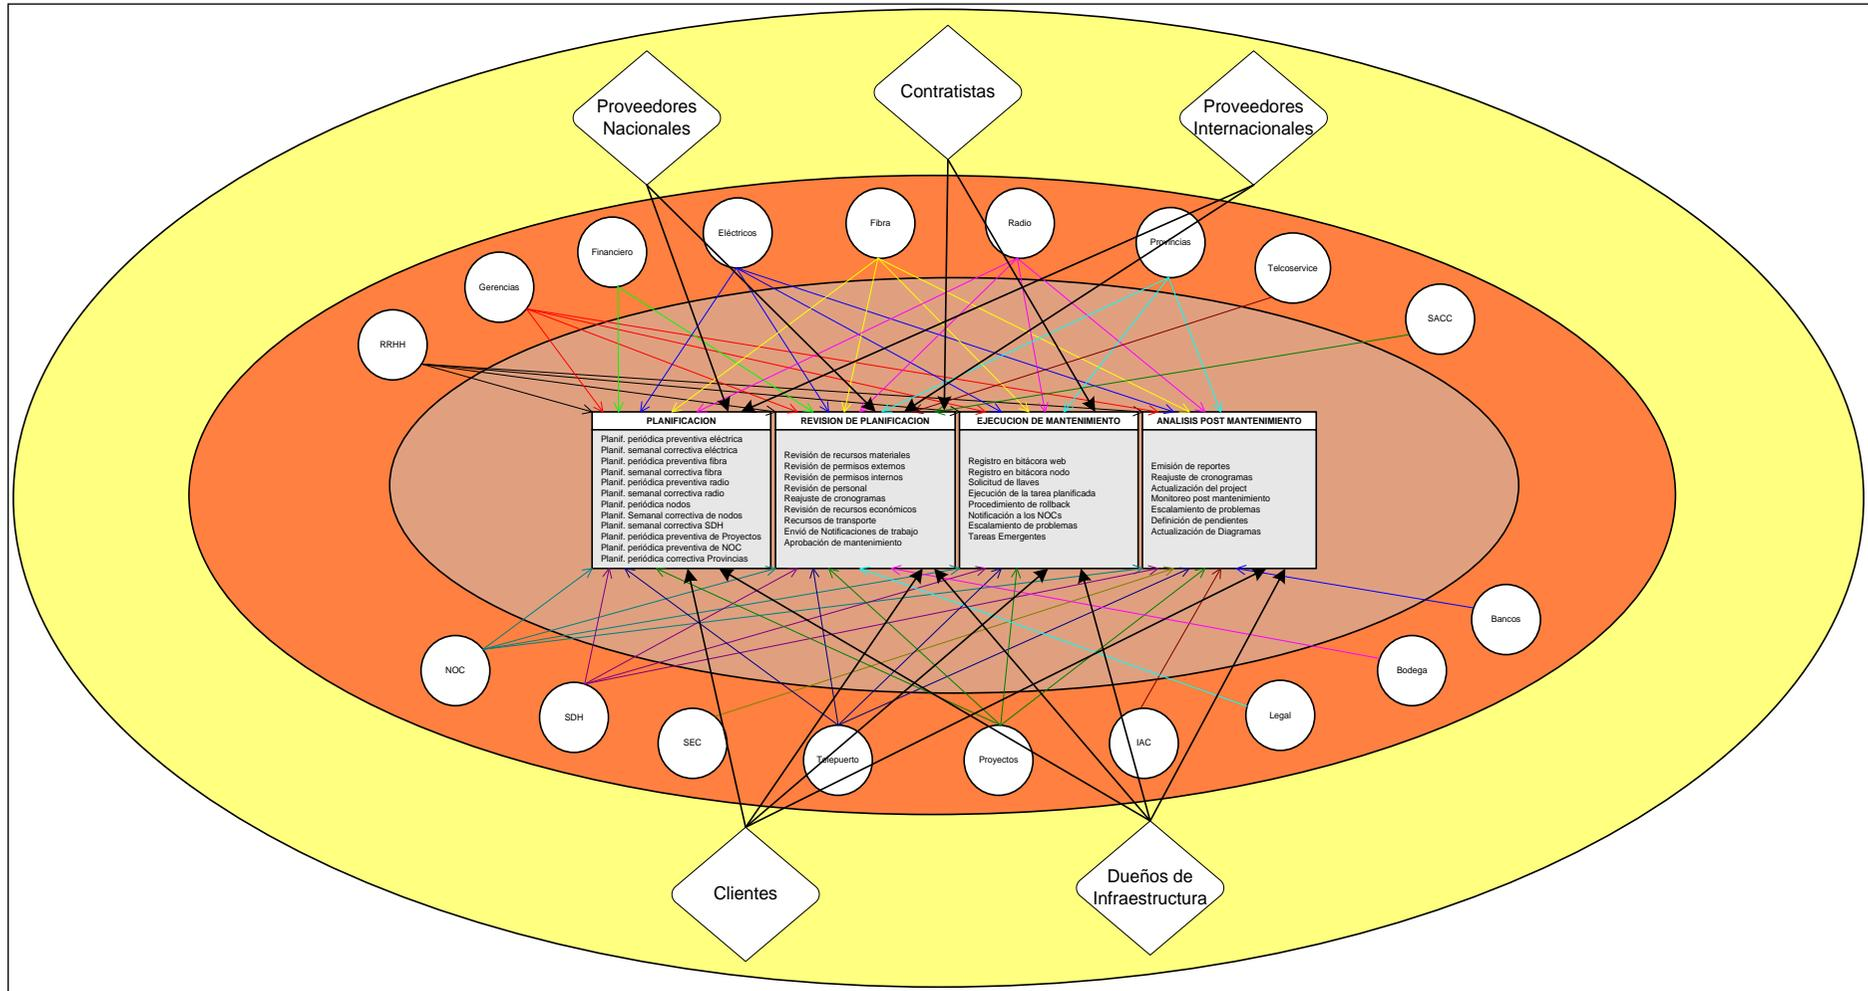 Proveedores
Nacionales
Contratistas
Proveedores
Internacionales
Fibra
Radio
Eléctricos
Provincias
Financiero
Telcoservice
Gerencias
SACC
RRHH
PLANIFICACION
Planif. periódica preventiva eléctrica
Planif. semanal correctiva eléctrica
Planif. periódica preventiva fibra
Planif. semanal correctiva fibra
Planif. periódica preventiva radio
Planif. semanal correctiva radio
Planif. periódica nodos
Planif. Semanal correctiva de nodos
Planif. semanal correctiva SDH
Planif. periódica preventiva de Proyectos
Planif. periódica preventiva de NOC
Planif. periódica correctiva Provincias
REVISION DE PLANIFICACION
Revisión de recursos materiales
Revisión de permisos externos
Revisión de permisos internos
Revisión de personal
Reajuste de cronogramas
Revisión de recursos económicos
Recursos de transporte
Envió de Notificaciones de trabajo
Aprobación de mantenimiento
EJECUCION DE MANTENIMIENTO
Registro en bitácora web
Registro en bitácora nodo
Solicitud de llaves
Ejecución de la tarea planificada
Procedimiento de rollback
Notificación a los NOCs
Escalamiento de problemas
Tareas Emergentes
ANALISIS POST MANTENIMIENTO
Emisión de reportes
Reajuste de cronogramas
Actualización del project
Monitoreo post mantenimiento
Escalamiento de problemas
Definición de pendientes
Actualización de Diagramas
Bancos
NOC
Bodega
SDH
Legal
SEC
IAC
Telepuerto
Proyectos
Clientes
Dueños de
Infraestructura